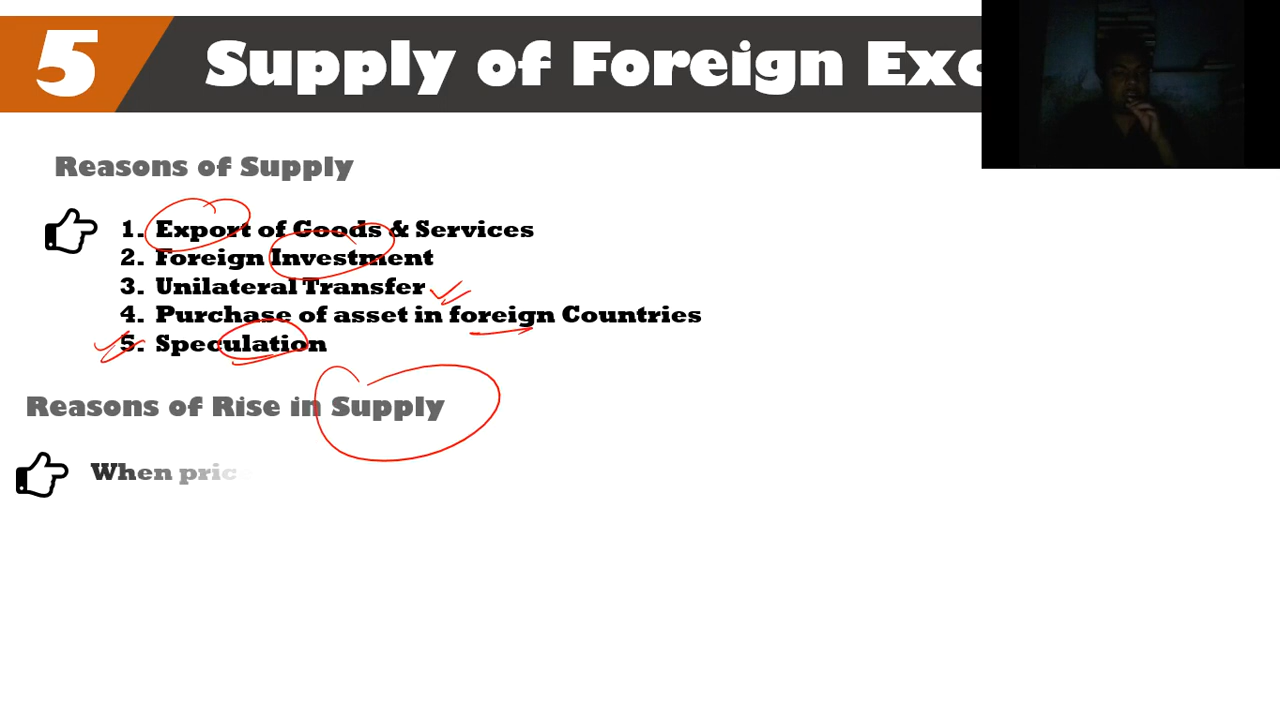 5
Supply of Foreign Exc
Reasons of Supply
1. Export of Goods & Services
2. Foreign Investment
3. Unilateral Transfer
4. Purchase of asset in foreign Countries
5. Speculation
Reasons of Rise in Supply
When pric